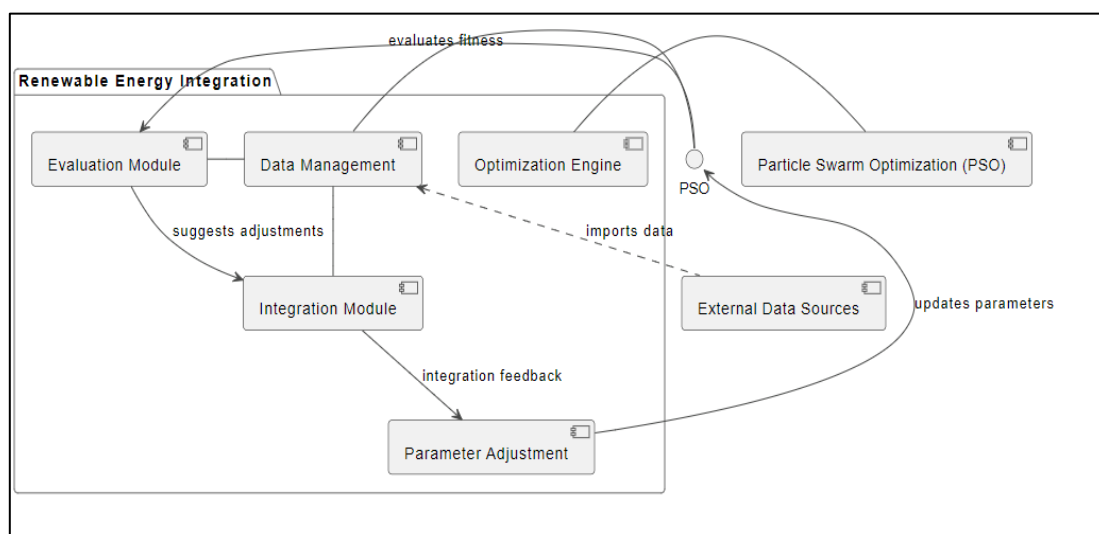 evaluates fitness
Renewable Energy Integration
Evaluation Module
Data Management
Optimization Engine
PSO
Particle Swarm Optimization (PSO)
suggests adjustments
imports data
Integration Module
External Data Sources
updates parameters
integration feedback
Parameter Adjustment